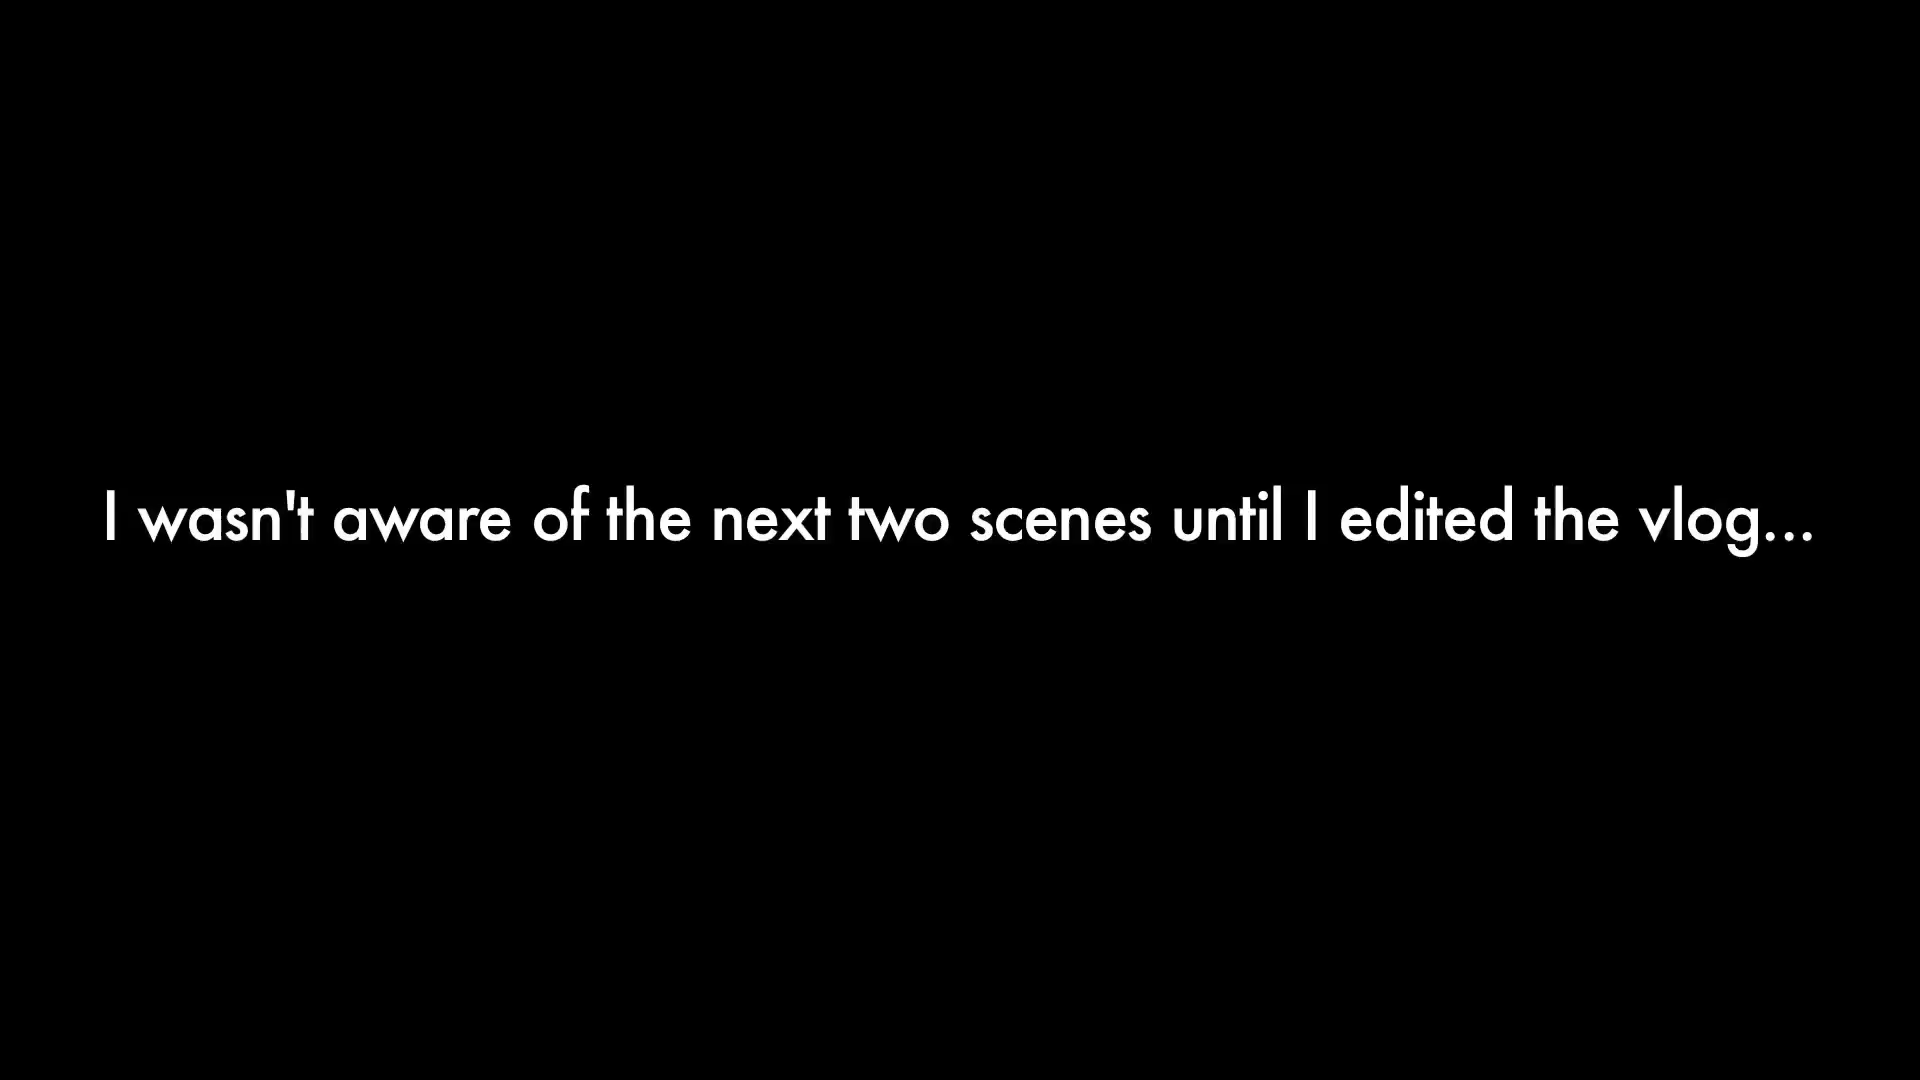 I wasn't aware of the next two scenes until I edited the vlog...